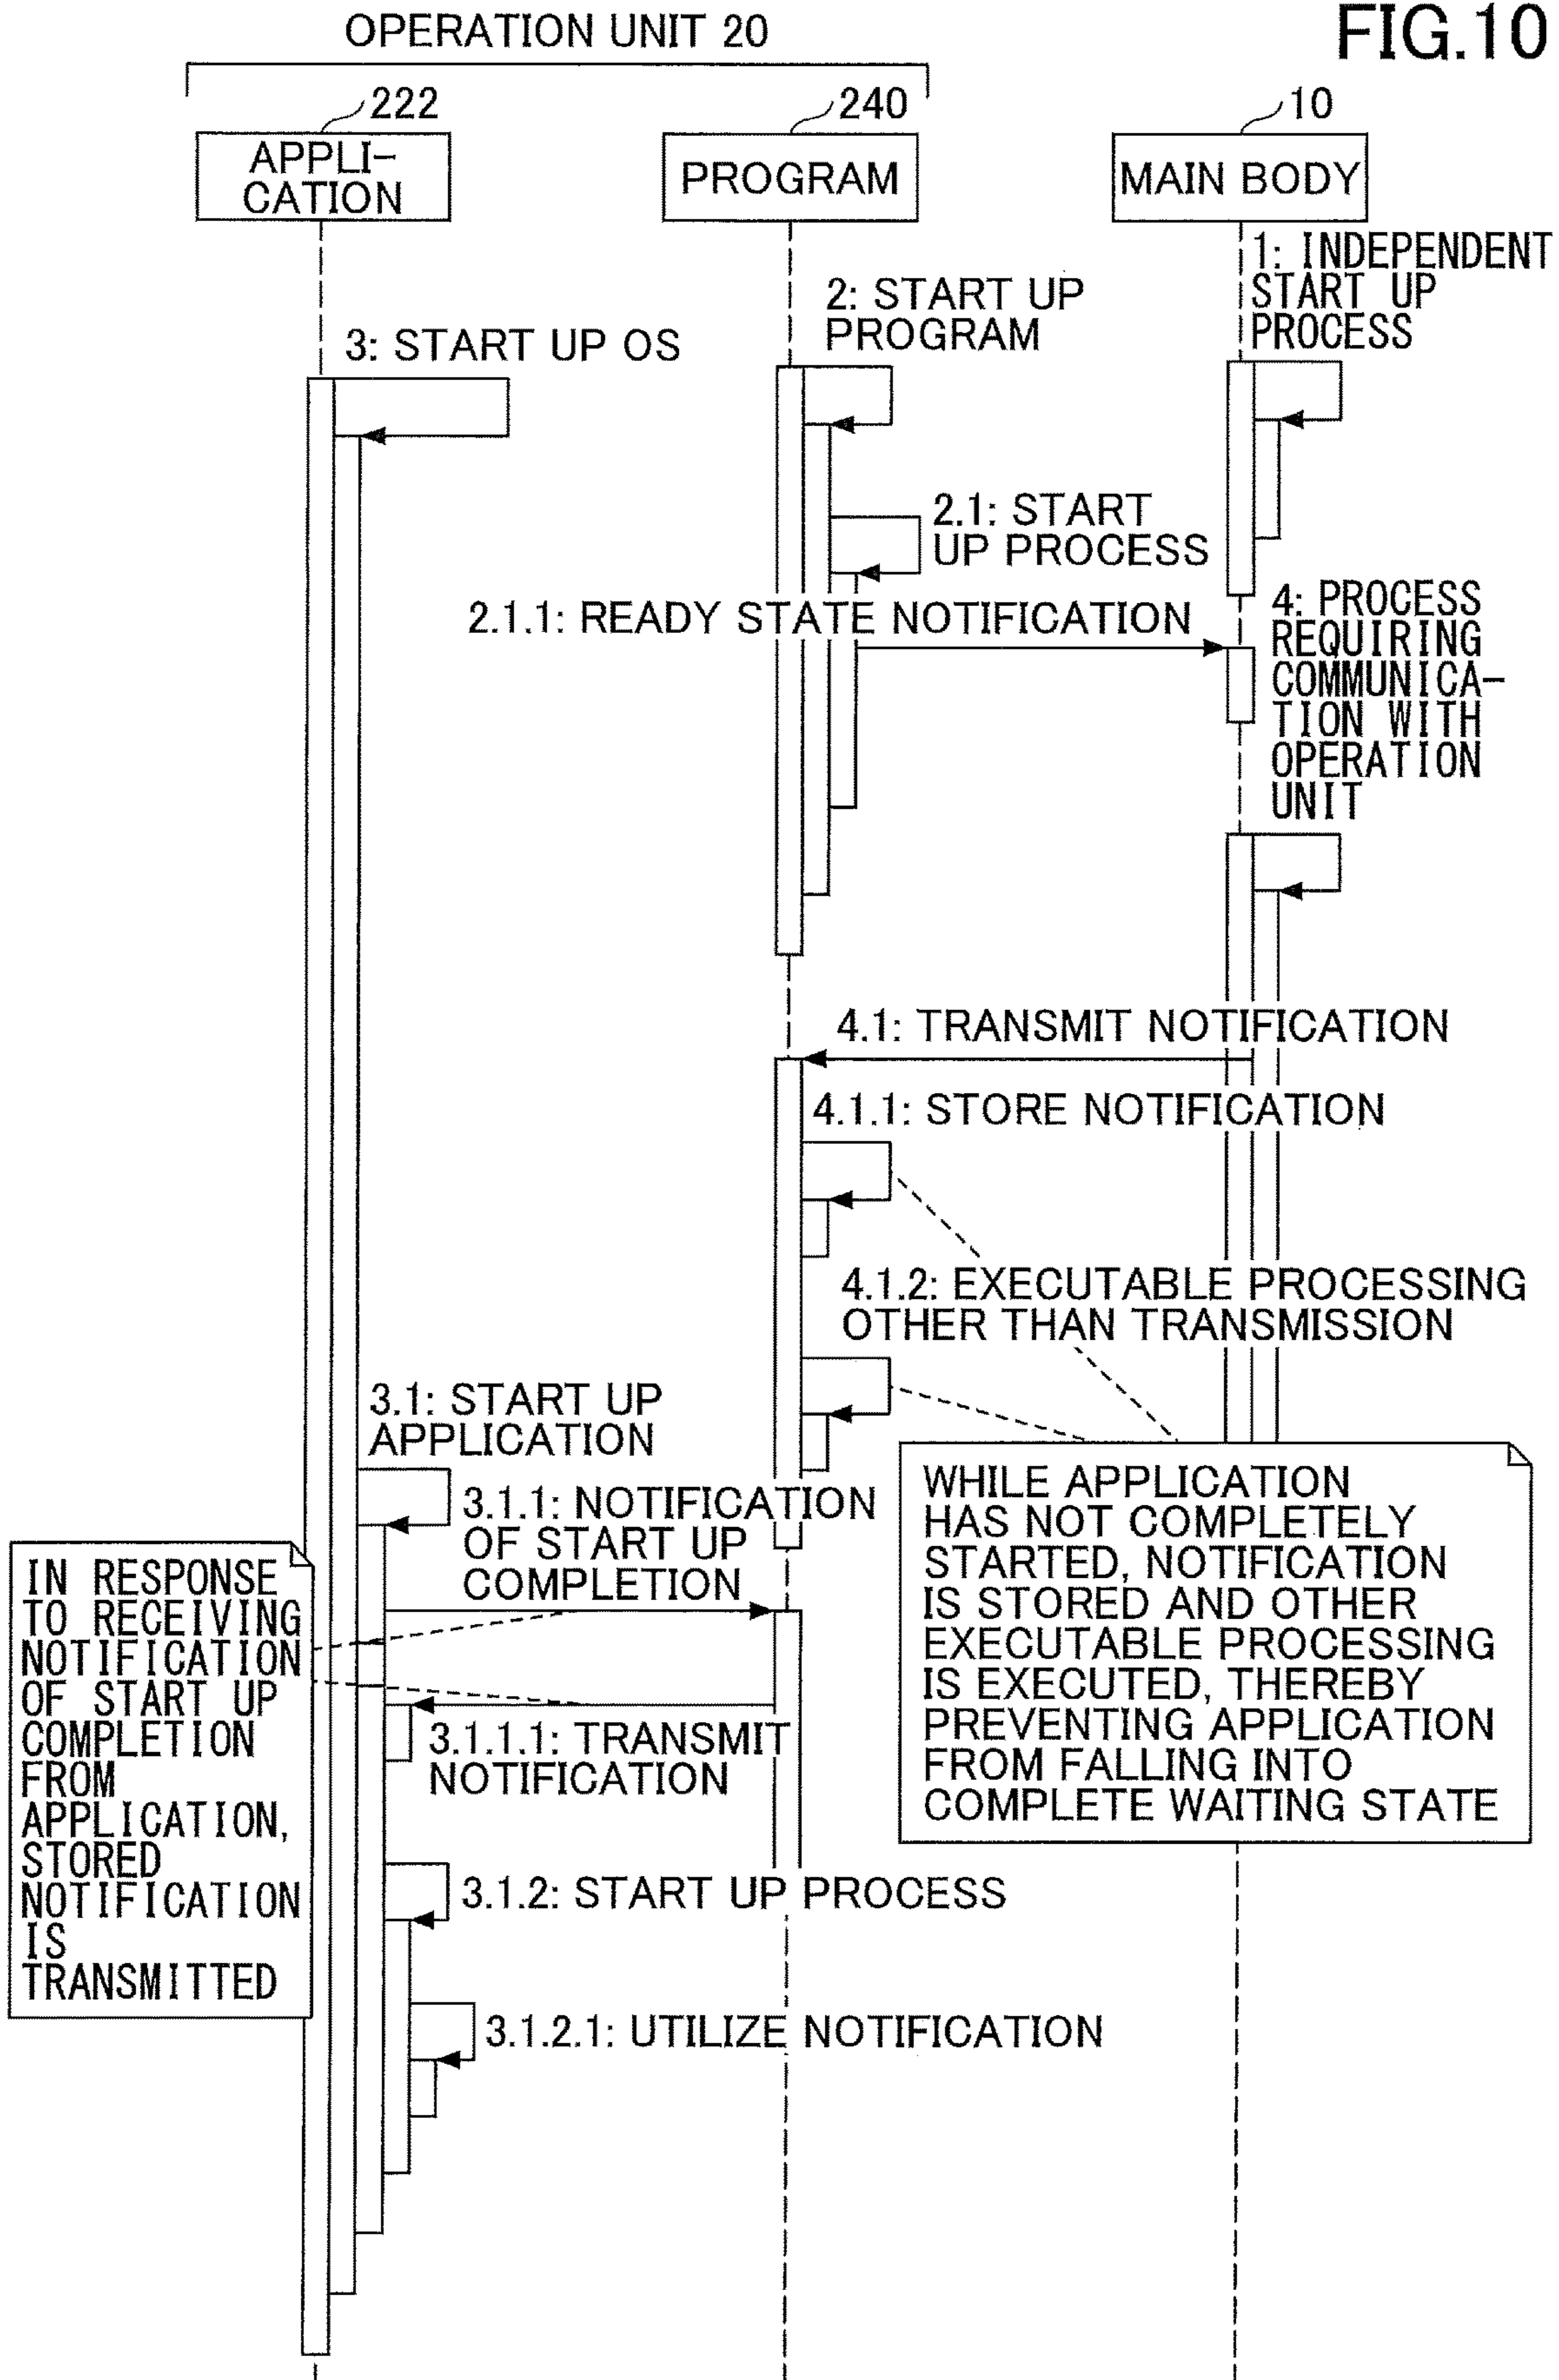 FIG.10
OPERATION UNIT 20
222
240
10
APPLI-
CATION
PROGRAM
MAIN BODY
1: INDEPENDENT
START UP
PROCESS
2: START UP
PROGRAM
3: START UP OS
2.1: START
UP PROCESS
2.1.1: READY STATE NOTIFICATION
4: PROCESS
REQUIRING
COMMUNICA-
TION WITH
OPERATION
UNIT
4.1: TRANSMIT NOTIFICATION
4.1.1: STORE NOTIFICATION
4.1.2: EXECUTABLE PROCESSING
OTHER THAN TRANSMISSION
3.1: START UP
APPLICATION
3.1.1: NOTIFICATION
OF START UP
COMPLETION
WHILE APPLICATION
HAS NOT COMPLETELY
STARTED, NOTIFICATION
IS STORED AND OTHER
EXECUTABLE PROCESSING
IS EXECUTED, THEREBY
PREVENTING APPLICATION
FROM FALLING INTO
COMPLETE WAITING STATE
IN RESPONSE
TO RECEIVING
NOTIFICATION
OF START UP
COMPLETION
FROM
APPLICATION,
STORED
NOTIFICATION
IS
TRANSMITTED
3.1.1.1: TRANSMIT
NOTIFICATION
3.1.2: START UP PROCESS
3.1.2.1: UTILIZE NOTIFICATION